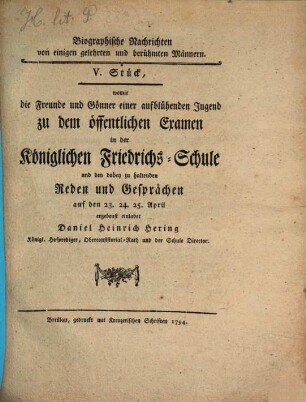 H. lit. P
Biographische Nachrichten
von einigen gelehrten und berühmten Männern.
V. Stück,
womit
die Freunde und Gönner einer aufblühenden Jugend
zu dem öffentlichen Examen
in der
Königlichen Friedrichs-Schule
und den dabey zu haltenden
Reden und Gesprächen
auf den 23. 24. 25. April
ergebenst einladet
Daniel Heinrich Hering
Königl. Hofprediger, Oberconsistorial-Rath und der Schule Director.
Breslau, gedruckt mit Kreuzerischen Schriften 1794.